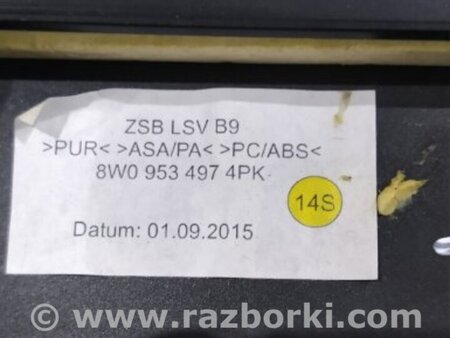 ZSB LSV B9
>PUR< >ASA/PA< >PC/ABS<
8W0 953 497 4PK
14S
Datum: 01.09.2015
© www.razborki.com